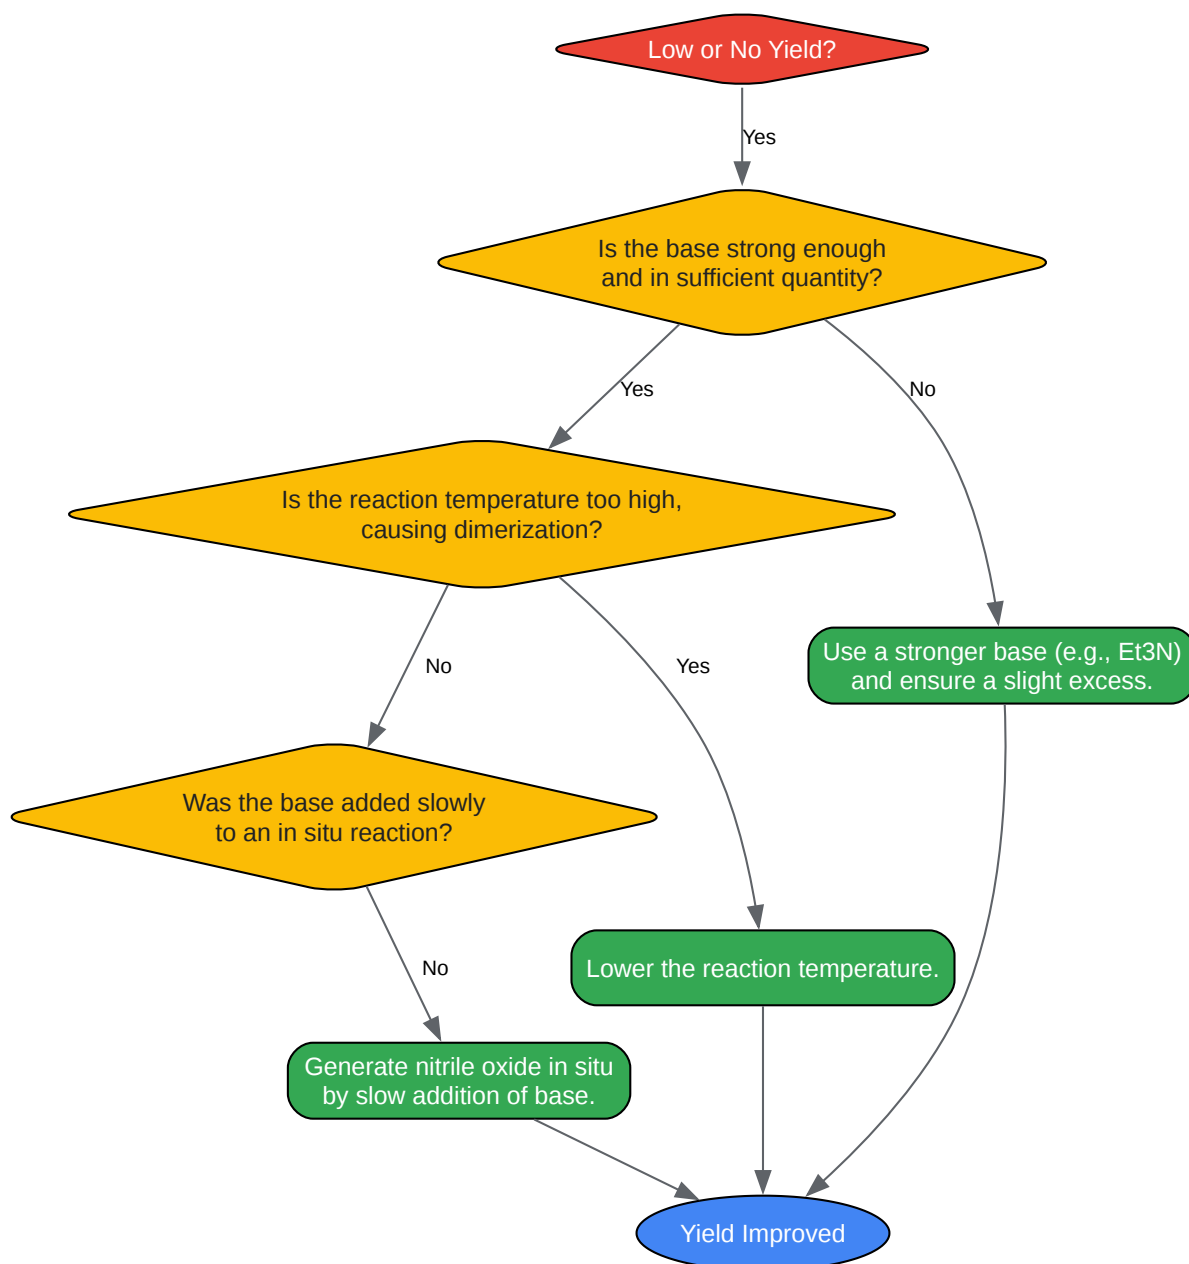 Low or No Yield?
Yes
Is the base strong enough
and in sufficient quantity?
Yes
No
Is the reaction temperature too high,
causing dimerization?
No
Yes
Use a stronger base (e.g., Et3N)
and ensure a slight excess.
Was the base added slowly
to an in situ reaction?
No
Lower the reaction temperature.
Generate nitrile oxide in situ
by slow addition of base.
Yield Improved